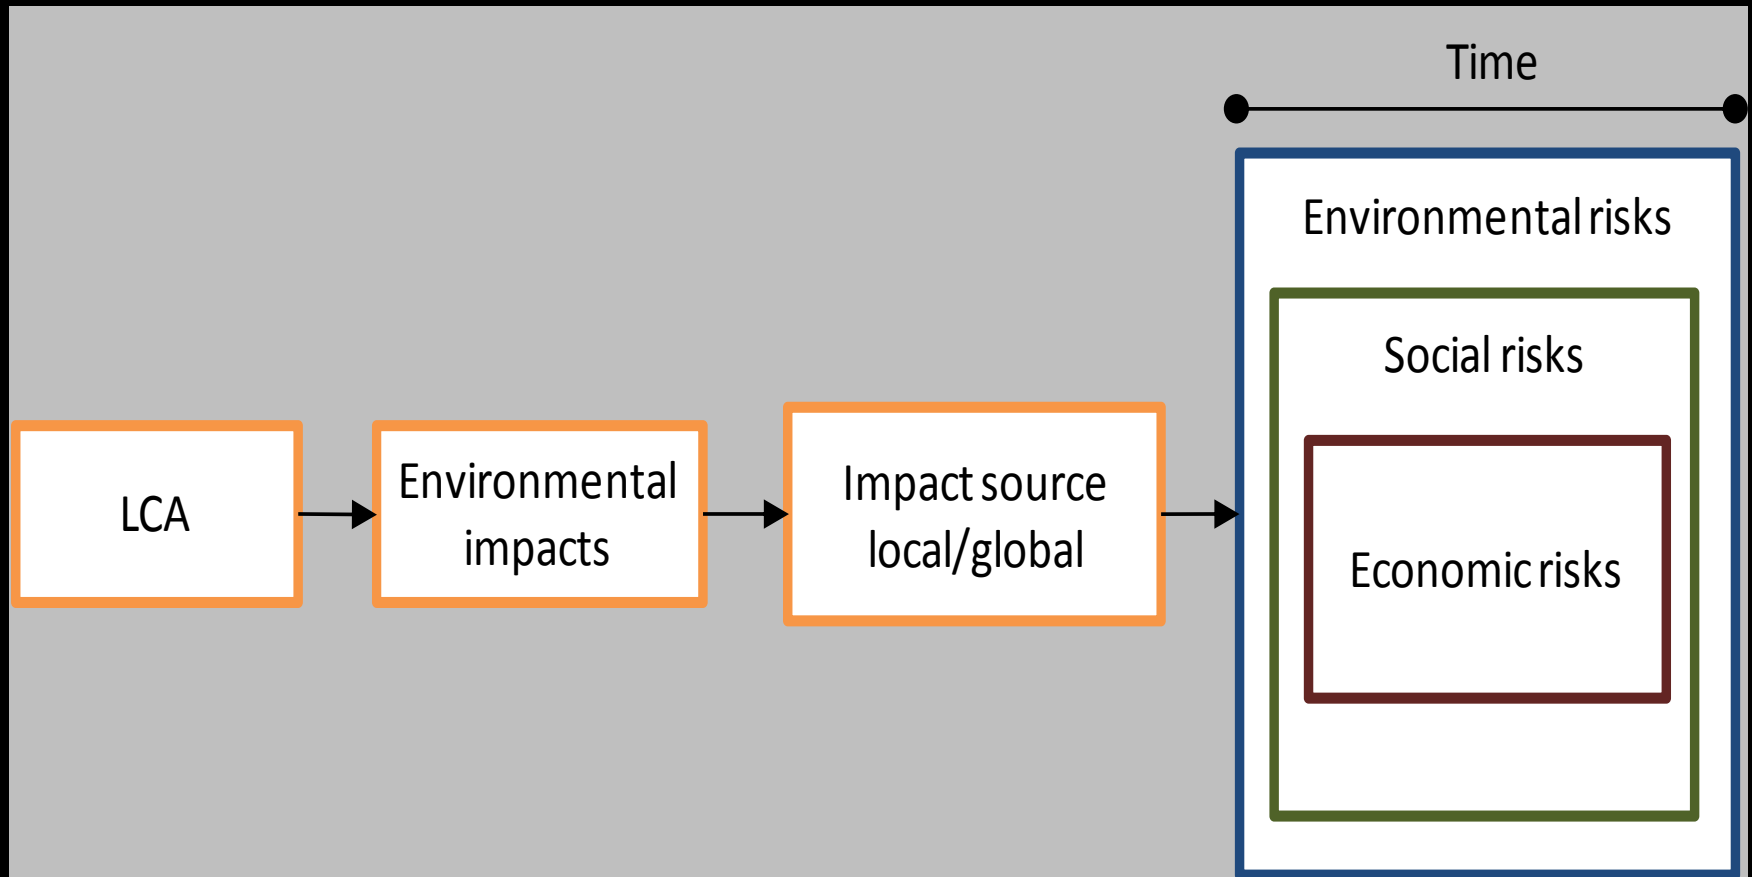 Time
Environmental risks
Social risks
LCA
Environmental
impacts
Impact source
local/global
Economic risks